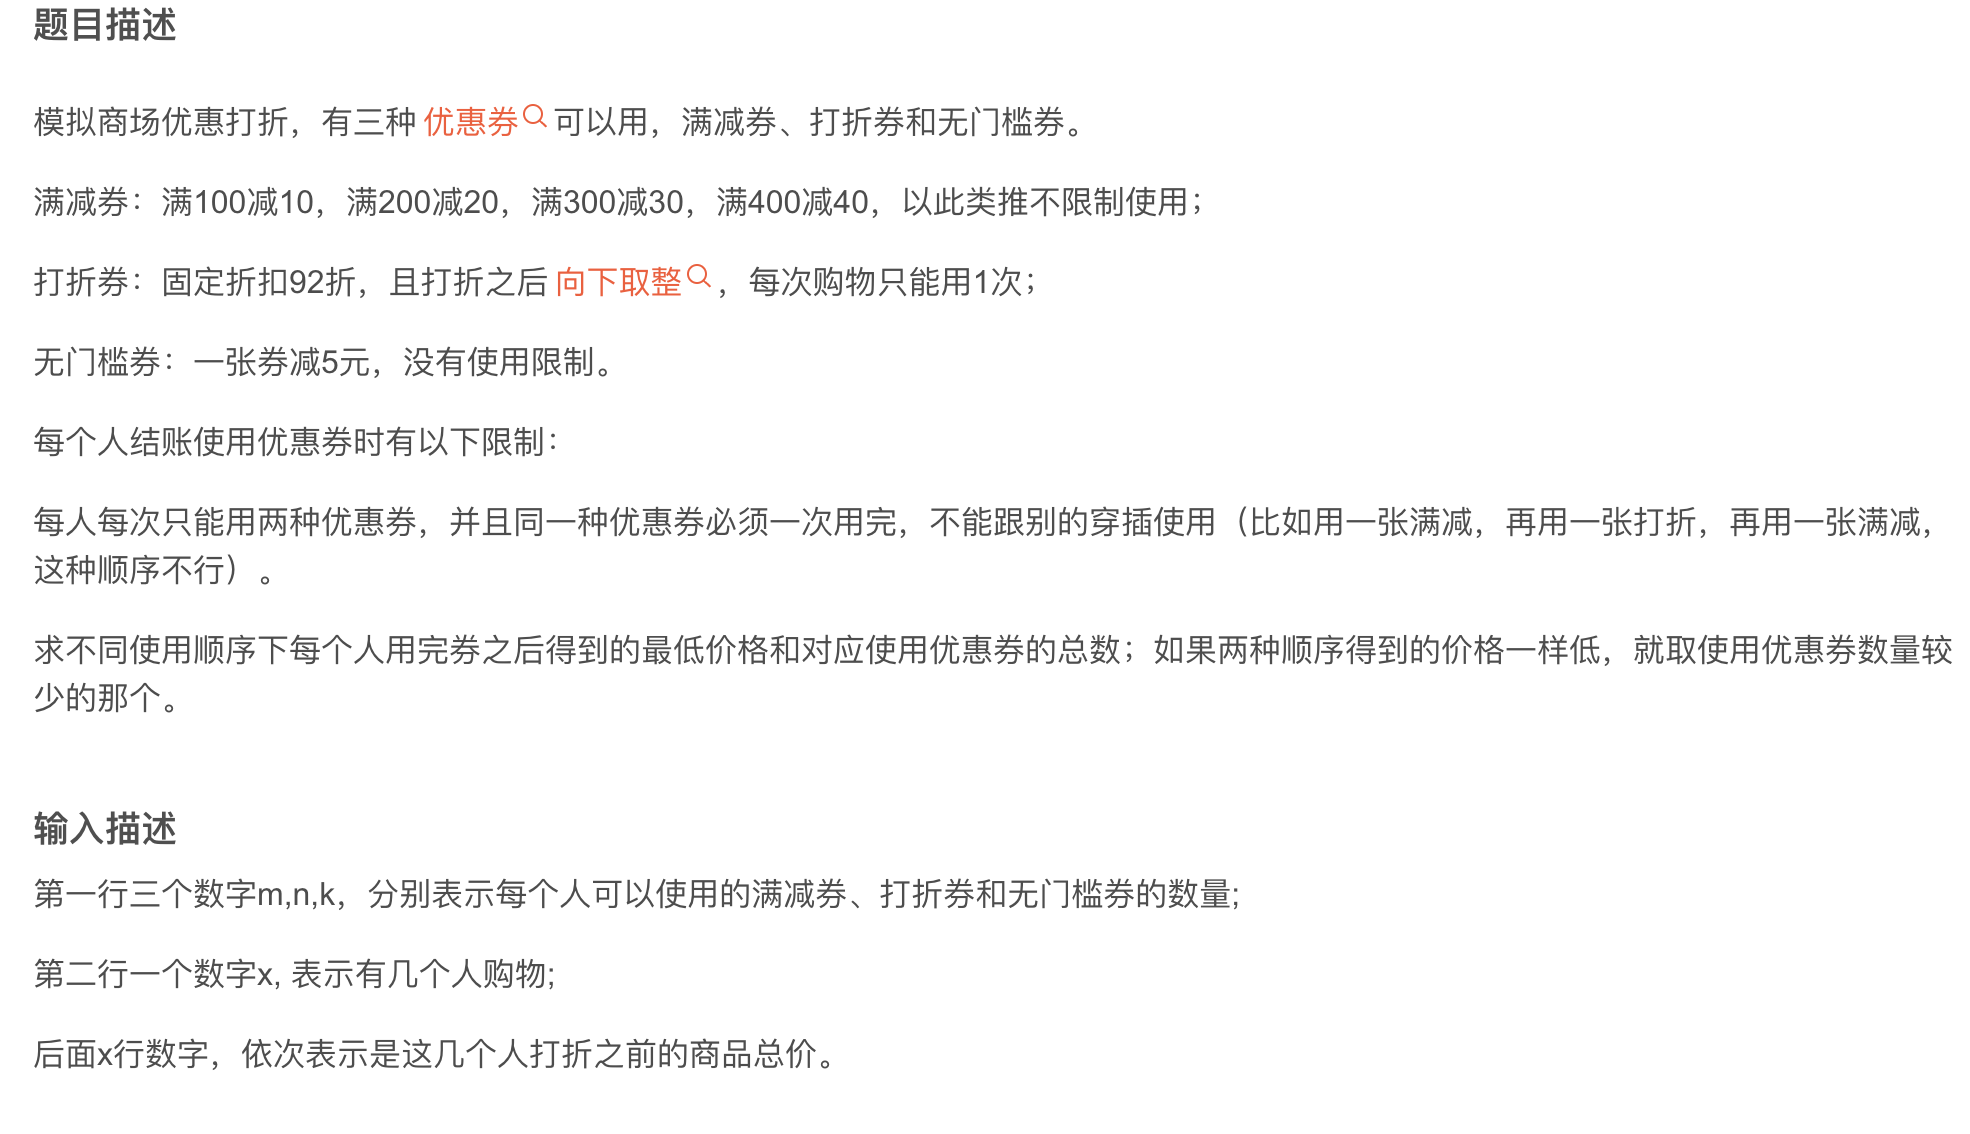 题目描述
模拟商场优惠打折，有三种优惠券可以用，满减券、打折券和无门槛券。
满减券：满100减10，满200减20，满300减30，满400减40，以此类推不限制使用；
打折券：固定折扣92折，且打折之后向下取整，每次购物只能用1次；
无门槛券：一张券减5元，没有使用限制。
每个人结账使用优惠券时有以下限制：
每人每次只能用两种优惠券，并且同一种优惠券必须一次用完，不能跟别的穿插使用（比如用一张满减，再用一张打折，再用一张满减，
这种顺序不行）。
求不同使用顺序下每个人用完券之后得到的最低价格和对应使用优惠券的总数；如果两种顺序得到的价格一样低，就取使用优惠券数量较
少的那个。
输入描述
第一行三个数字m,n,k，分别表示每个人可以使用的满减券、打折券和无门槛券的数量;
第二行一个数字x, 表示有几个人购物;
后面x行数字，依次表示是这几个人打折之前的商品总价。